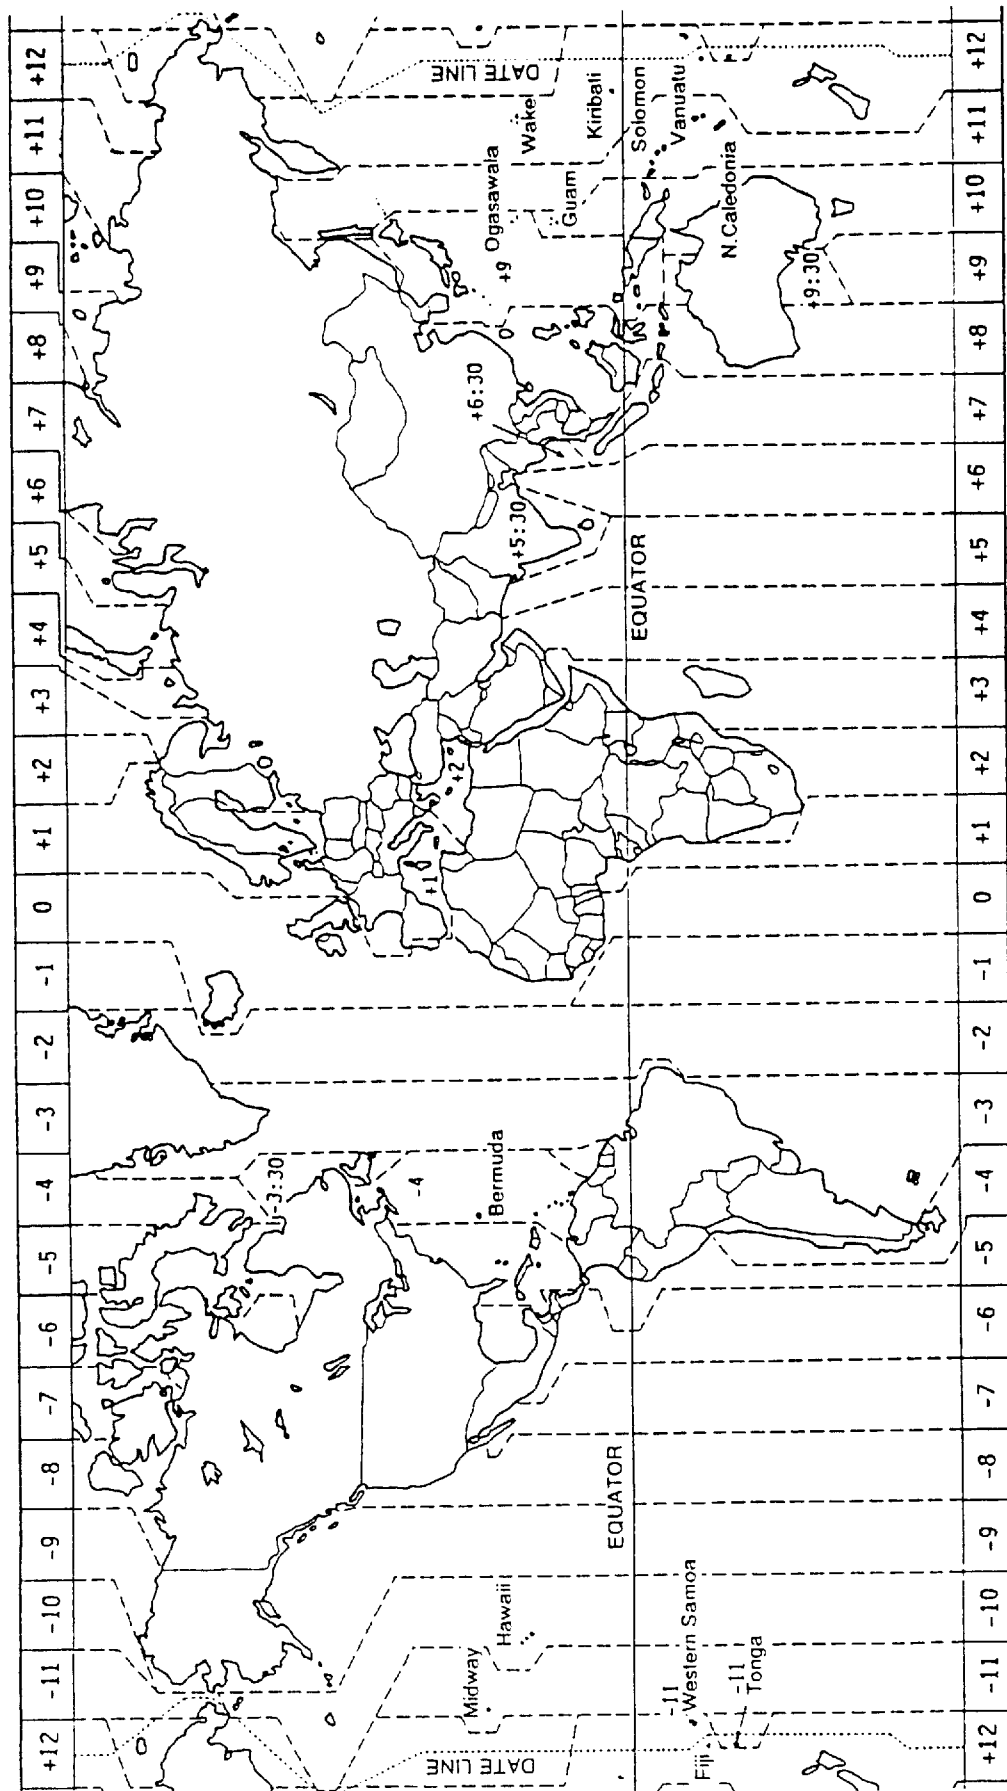 +12 -11 -10 -9 -8 -7 -6 -5 -4 -3 -2 -1 0 +1 +2 +3 +4 +5 +6 +7 +8 +9 +10 +11 +12
-3:30
-4
+1
+2
DATE LINE
DATE LINE
Midway
+6:30
Bermuda
Ogasawala
Hawaii
+9
+5:30
Wake
Guam
Kiribati
EQUATOR
EQUATOR
Solomon
-11
Vanuatu
Western Samoa
Fiji
N.Caledonia
-11
Tonga
+9:30
+12 -11 -10 -9 -8 -7 -6 -5 -4 -3 -2 -1 0 +1 +2 +3 +4 +5 +6 +7 +8 +9 +10 +11 +12